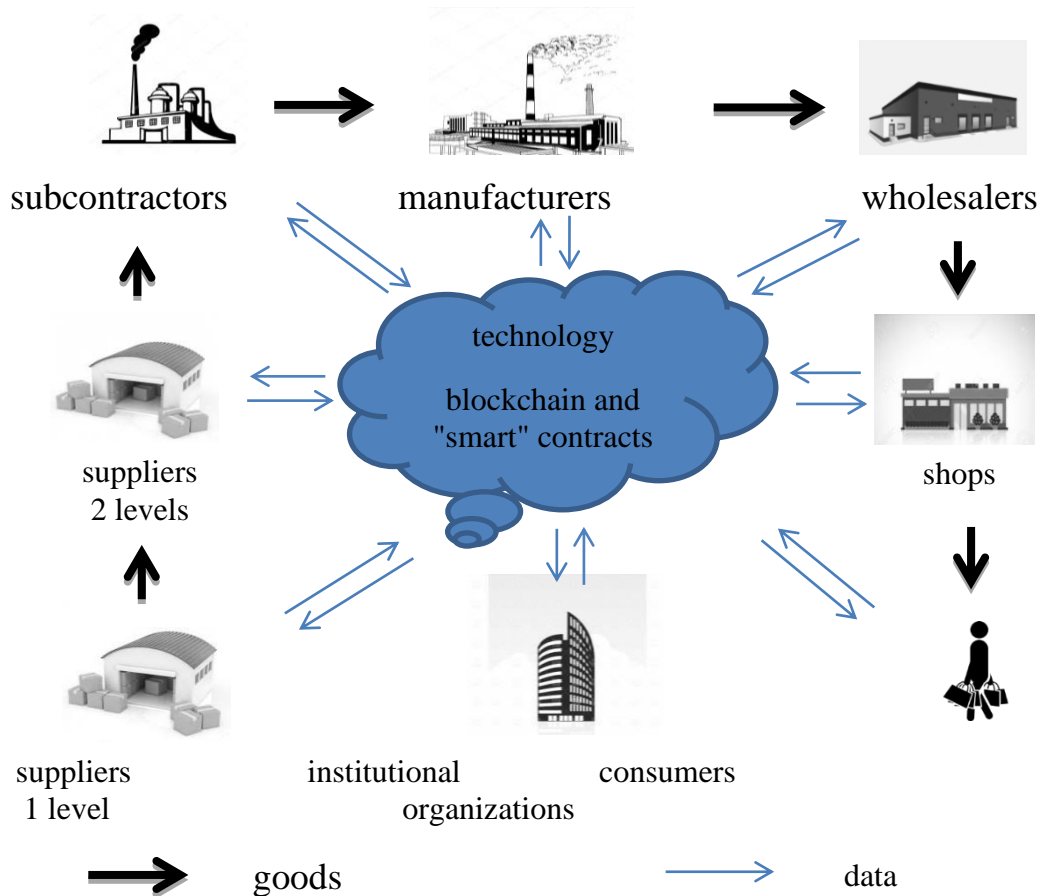 subcontractors
manufacturers
wholesalers
technology
blockchain and
"smart" contracts
suppliers
2 levels
shops
suppliers
1 level
institutional
organizations
consumers
goods
data